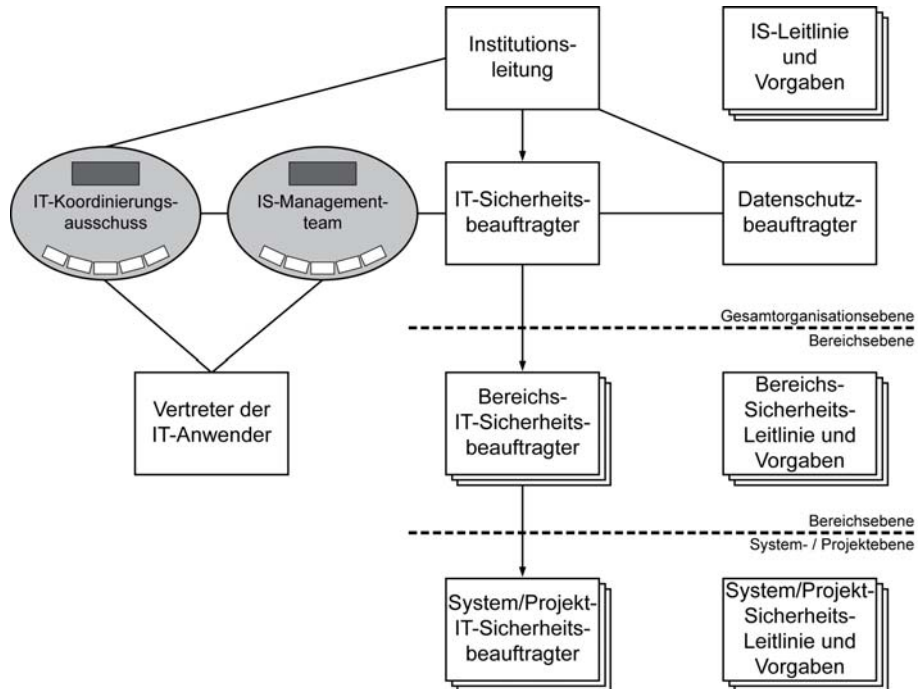 Institutions-
leitung
IS-Leitlinie
und
Vorgaben
IT-Koordinierungs-
ausschuss
IS-Management-
team
IT-Sicherheits-
beauftragter
Datenschutz-
beauftragter
Gesamtorganisationsebene
Bereichsebene
Vertreter der
IT-Anwender
Bereichs-
IT-Sicherheits-
beauftragter
Bereichs-
Sicherheits-
Leitlinie und
Vorgaben
Bereichsebene
System- / Projektebene
System/Projekt-
IT-Sicherheits-
beauftragter
System/Projekt-
Sicherheits-
Leitlinie und
Vorgaben